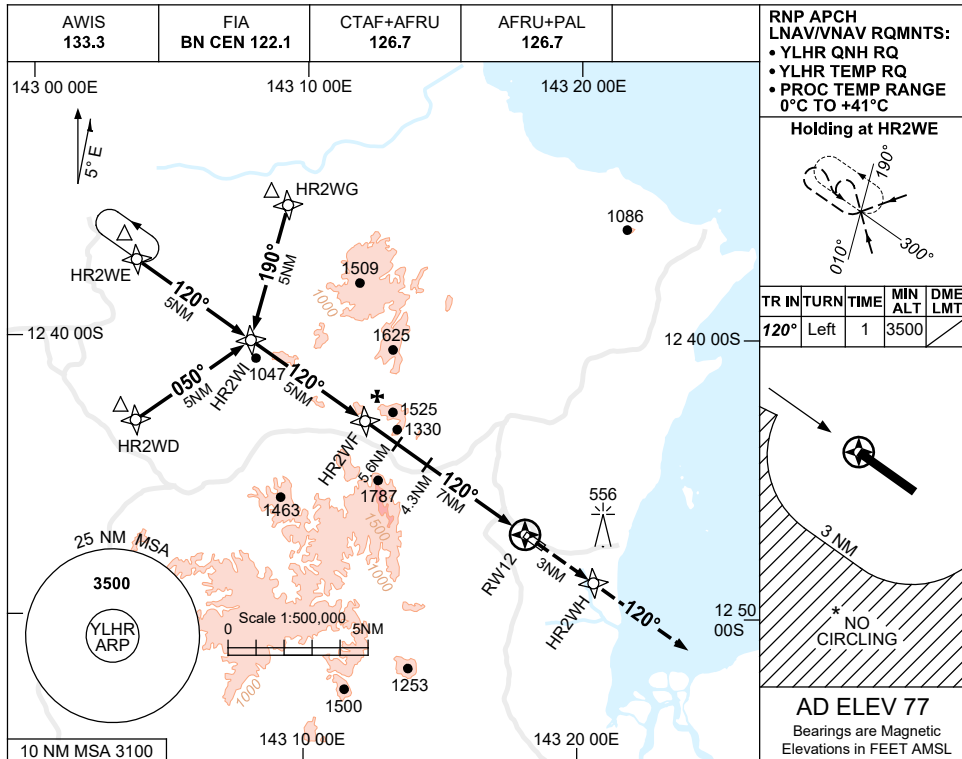 AWIS
133.3
FIA
BN CEN 122.1
CTAF+AFRU
126.7
AFRU+PAL
126.7
RNP APCH
LNAV/VNAV RQMNTS:
• YLHR QNH RQ
• YLHR TEMP RQ
• PROC TEMP RANGE
0°C TO +41°C
143 00 00E
143 10 00E
143 20 00E
5° E
HR2WG
1086
HR2WE
190°
5NM
1509
1000
120°
5NM
12 40 00S
12 40 00S
1625
HR2WI
1047
120°
5NM
050°
5NM
HR2WD
1525
1330
HR2WF
5.6NM
4.3NM
120°
7NM
1787
1463
1500
1000
556
RW12
3NM
HR2WH
120°
25 NM MSA
3500
YLHR
ARP
Scale 1:500,000
0
5NM
12 50
00S
1000
1253
1500
10 NM MSA 3100
143 10 00E
143 20 00E
Holding at HR2WE
190°
010°
300°
TR IN TURN TIME MIN ALT DME LMT
120° Left 1 3500
3 NM
* NO
CIRCLING
AD ELEV 77
Bearings are Magnetic
Elevations in FEET AMSL